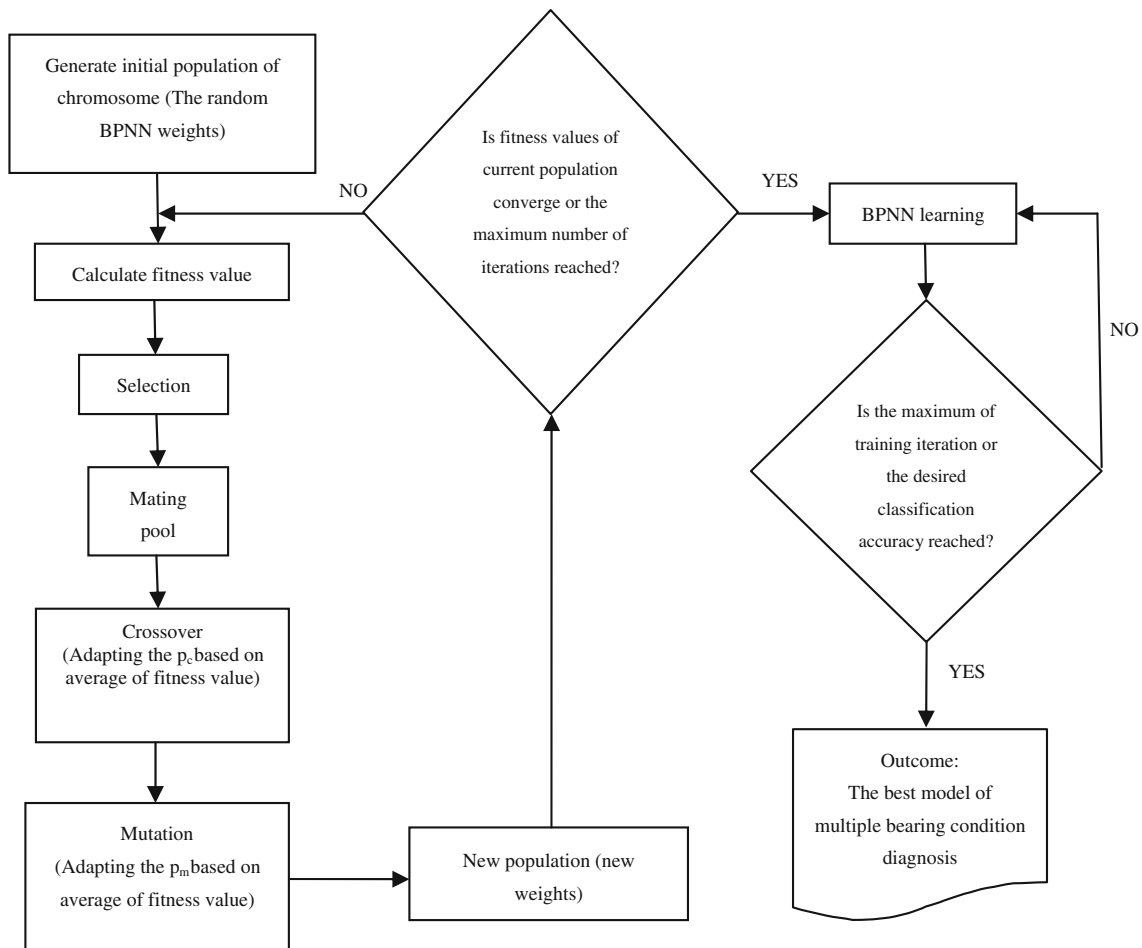 Generate initial population of
chromosome (The random
BPNN weights)
Calculate fitness value
Selection
Mating
pool
Crossover
(Adapting the pc based on
average of fitness value)
Mutation
(Adapting the pm based on
average of fitness value)
New population (new
weights)
Is fitness values of
current population
converge or the
maximum number of
iterations reached?
NO
YES
BPNN learning
Is the maximum of
training iteration or
the desired
classification
accuracy reached?
NO
YES
Outcome:
The best model of
multiple bearing condition
diagnosis